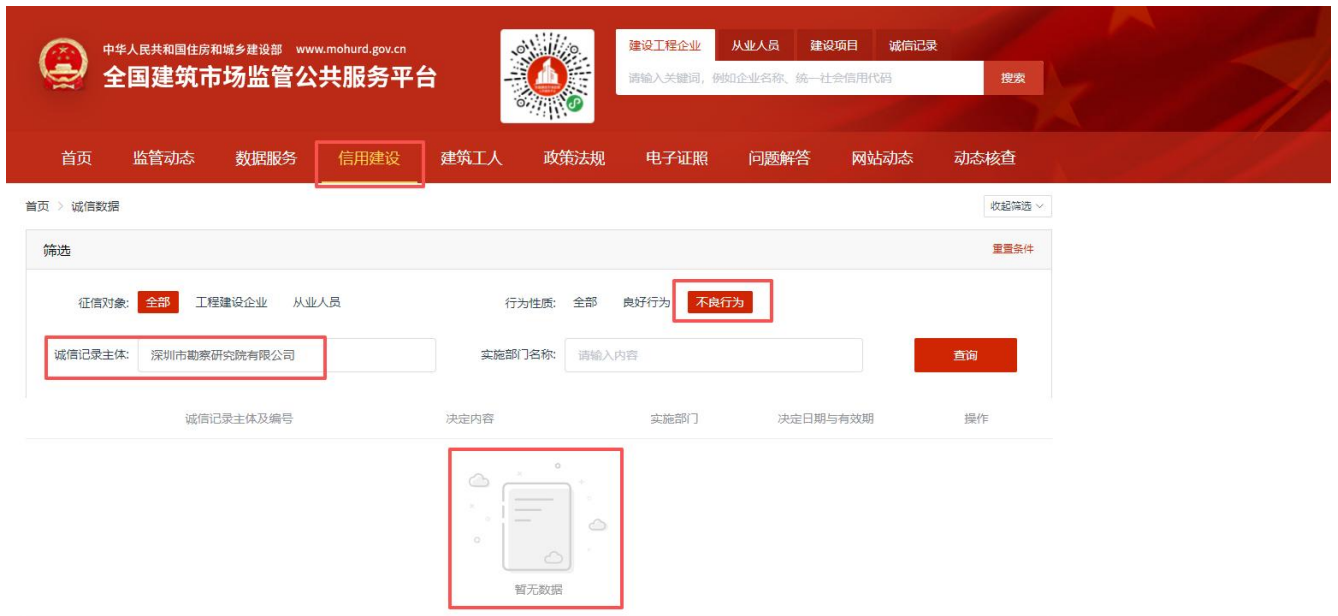 中华人民共和国住房和城乡建设部 www.mohurd.gov.cn
全国建筑市场监管公共服务平台
建设工程企业 从业人员 建设项目 诚信记录
请输入关键词，例如企业名称、统一社会信用代码 搜索
首页 监管动态 数据服务 信用建设 建筑工人 政策法规 电子证照 问题解答 网站动态 动态核查
首页 > 诚信数据 收起筛选
筛选 重置条件
征信对象: 全部 工程建设企业 从业人员 行为性质: 全部 良好行为 不良行为
诚信记录主体: 深圳市勘察研究院有限公司 实施部门名称: 请输入内容 查询
诚信记录主体及编号 决定内容 实施部门 决定日期与有效期 操作
暂无数据